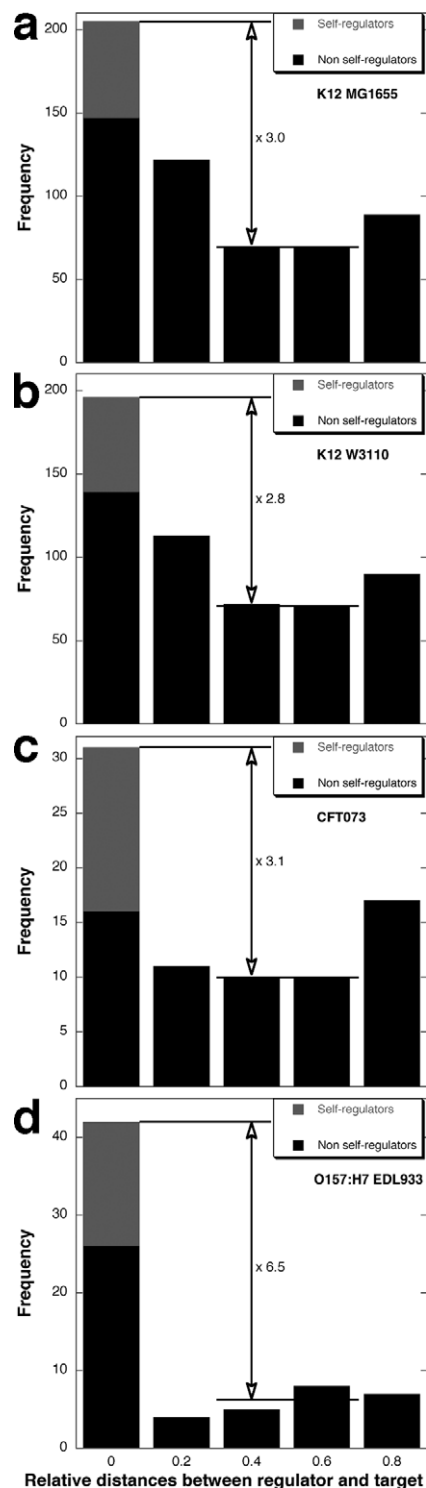 a
200
150
100
50
0
Frequency
Self-regulators
Non self-regulators
K12 MG1655
x 3.0
b
200
150
100
50
0
Frequency
Self-regulators
Non self-regulators
K12 W3110
x 2.8
c
30
25
20
15
10
5
0
Frequency
Self-regulators
Non self-regulators
CFT073
x 3.1
d
40
30
20
10
0
Frequency
Self-regulators
Non self-regulators
O157:H7 EDL933
x 6.5
0 0.2 0.4 0.6 0.8
Relative distances between regulator and target